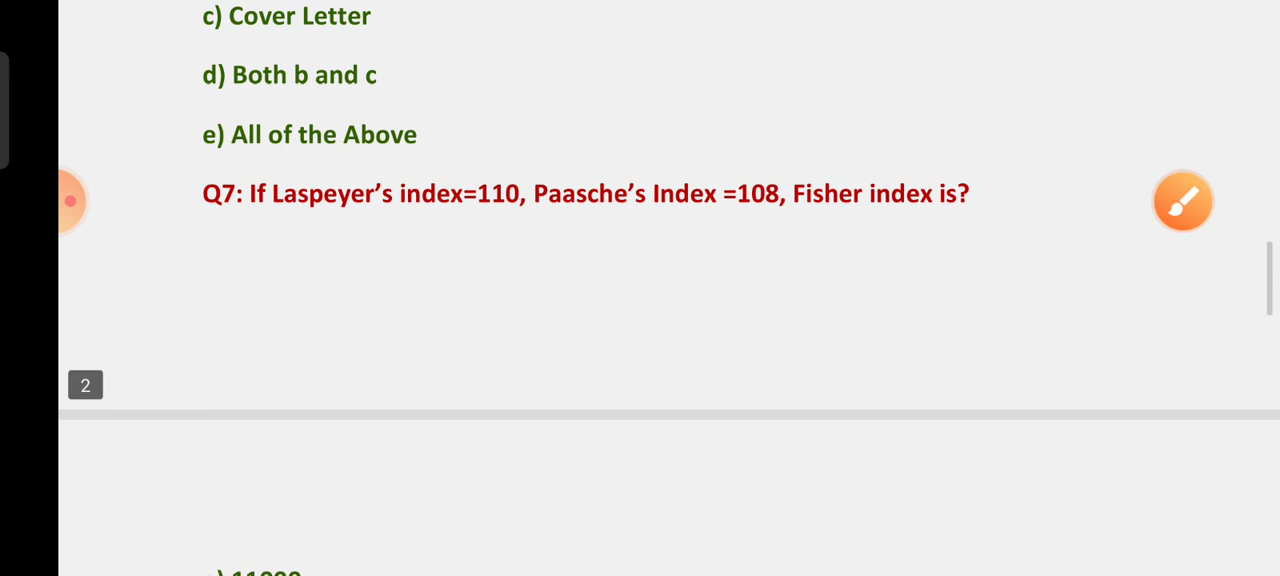 c) Cover Letter
d) Both b and c
e) All of the Above
Q7: If Laspeyer’s index=110, Paasche’s Index =108, Fisher index is?
2